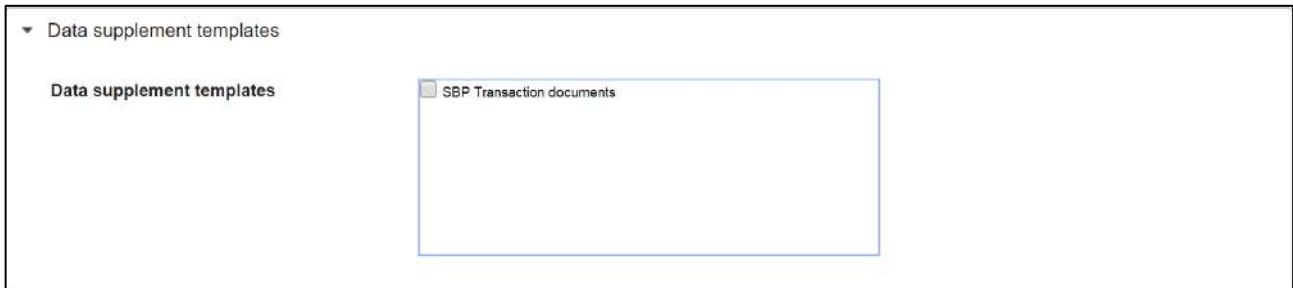 Data supplement templates
Data supplement templates
SBP Transaction documents